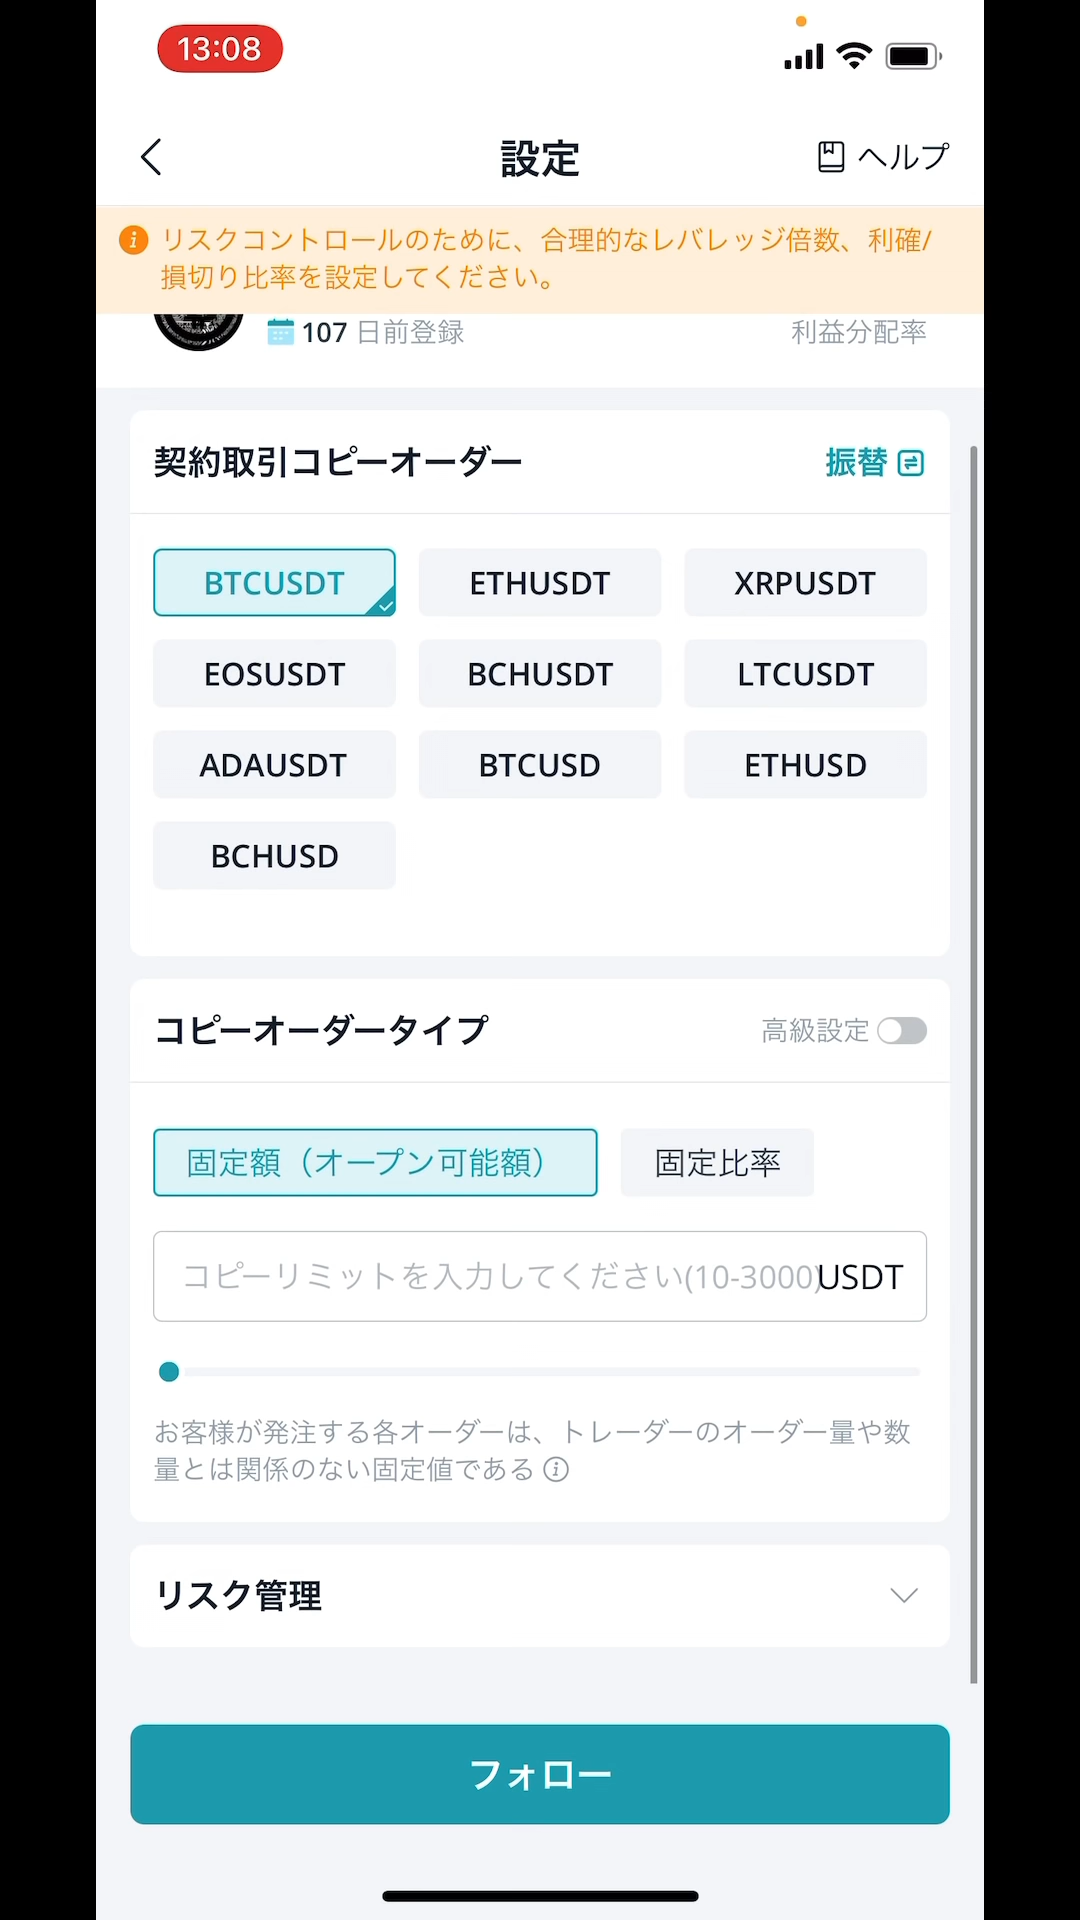 13:08
設定
ヘルプ
リスクコントロールのために、合理的なレバレッジ倍数、利確/
損切り比率を設定してください。
107 日前登録
利益分配率
契約取引コピーオーダー
振替
BTCUSDT ETHUSDT XRPUSDT
EOSUSDT BCHUSDT LTCUSDT
ADAUSDT BTCUSD ETHUSD
BCHUSD
コピーオーダータイプ
高級設定
固定額（オープン可能額） 固定比率
コピーリミットを入力してください(10-3000) USDT
お客様が発注する各オーダーは、トレーダーのオーダー量や数
量とは関係のない固定値である
リスク管理
フォロー